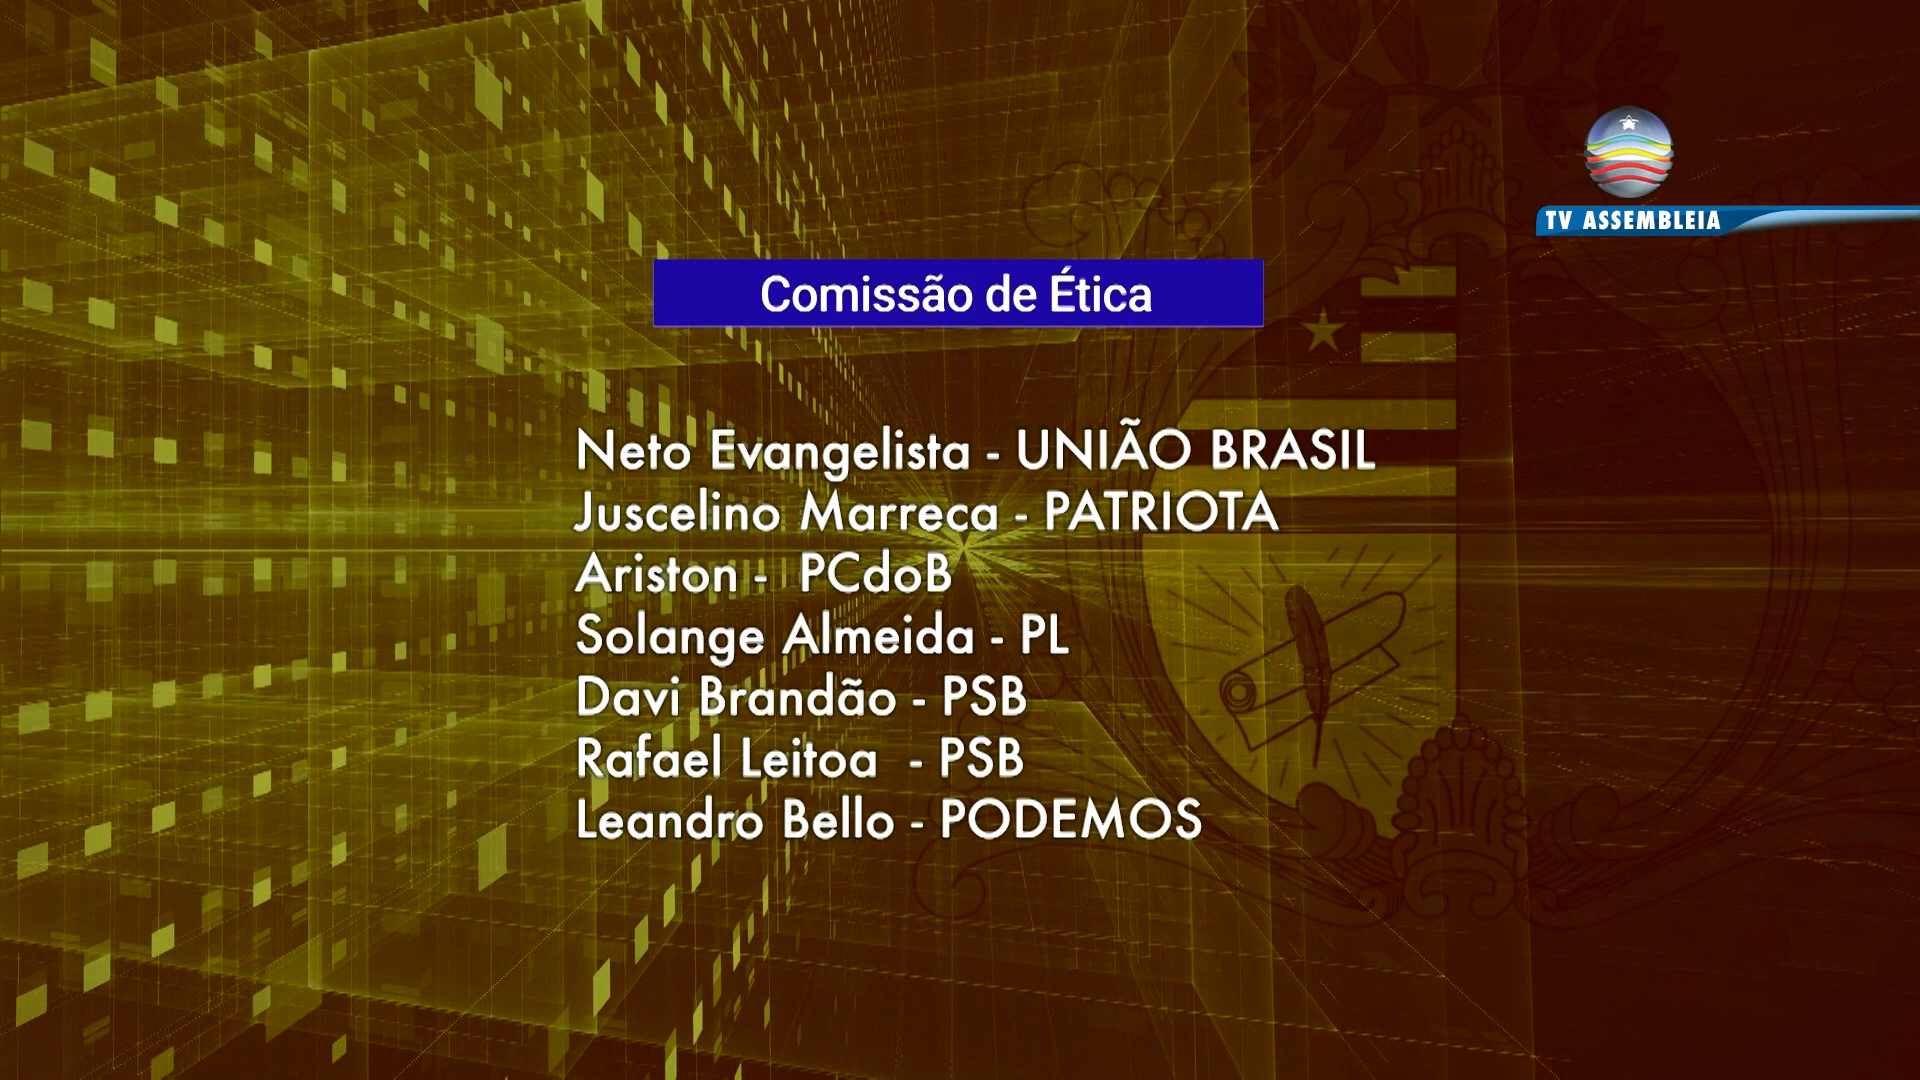 TV ASSEMBLEIA
Comissão de Ética
Neto Evangelista - UNIÃO BRASIL
Juscelino Marreca - PATRIOTA
Ariston - PCdoB
Solange Almeida - PL
Davi Brandão - PSB
Rafael Leitoa - PSB
Leandro Bello - PODEMOS